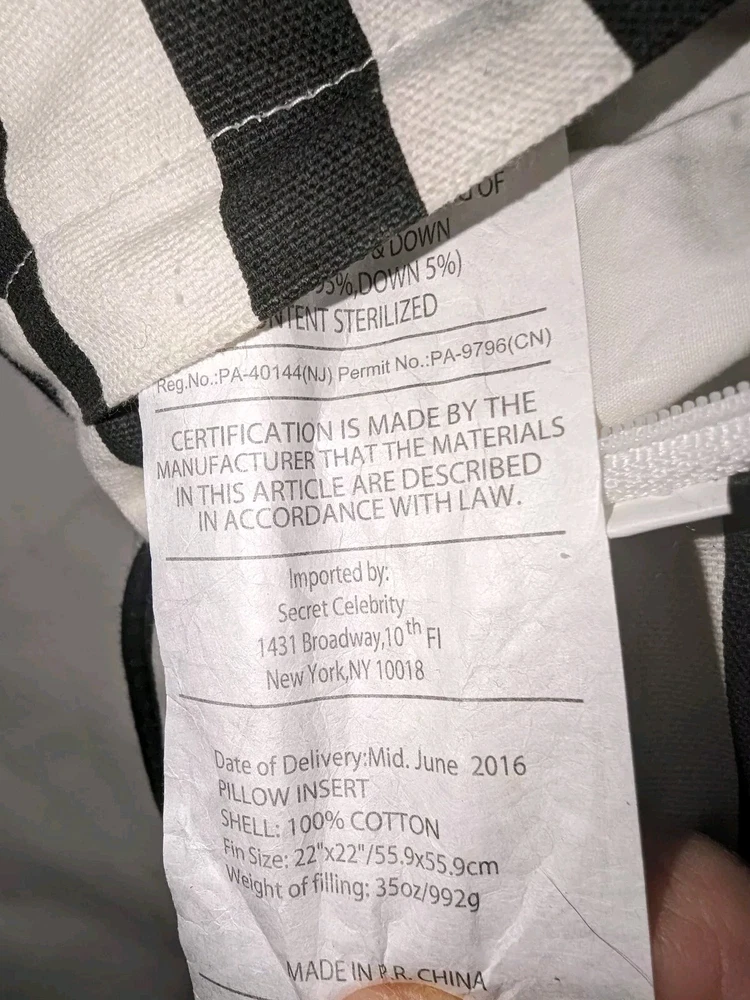 OF
& DOWN
95%,DOWN 5%)
TENT STERILIZED
Reg.No.:PA-40144(NJ) Permit No.:PA-9796(CN)
CERTIFICATION IS MADE BY THE
MANUFACTURER THAT THE MATERIALS
IN THIS ARTICLE ARE DESCRIBED
IN ACCORDANCE WITH LAW.
Imported by:
Secret Celebrity
1431 Broadway,10th Fl
New York,NY 10018
Date of Delivery:Mid. June 2016
PILLOW INSERT
SHELL: 100% COTTON
Fin Size: 22"x22"/55.9x55.9cm
Weight of filling: 35oz/992g
MADE IN P.R. CHINA